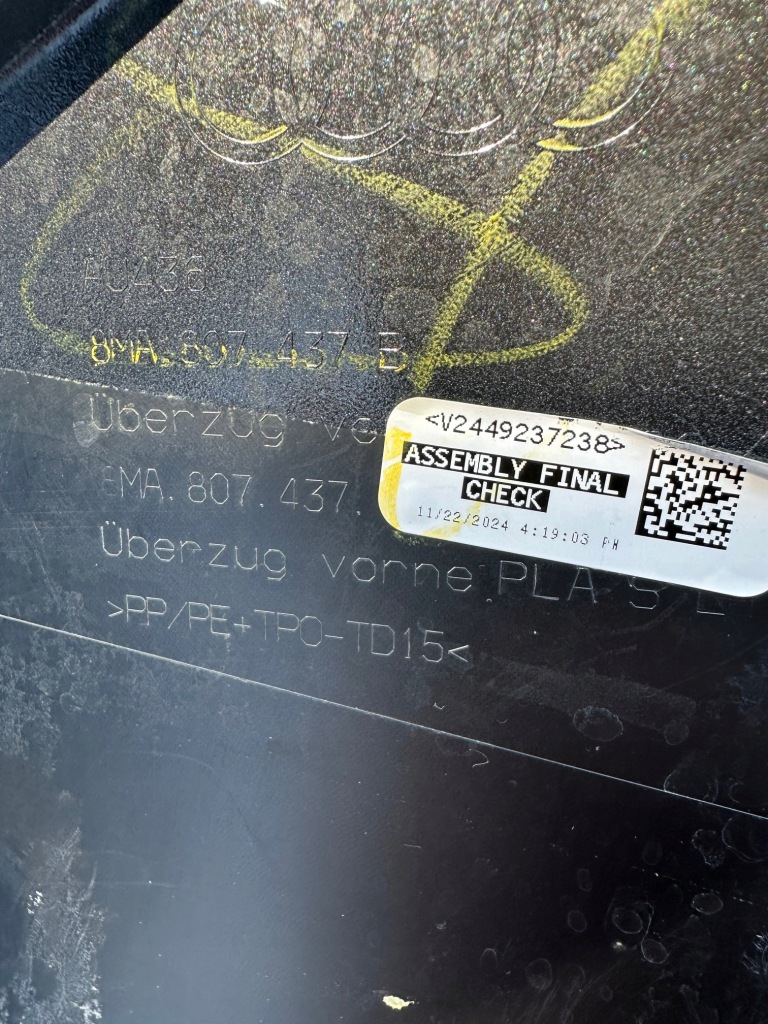 AU436
8MA.807.437.B
Überzug vo
8MA.807.437.
Überzug vorne PLA S L
>PP/PE+TPO-TD15<
<V2449237238>
ASSEMBLY FINAL
CHECK
11/22/2024 4:19:03 PM